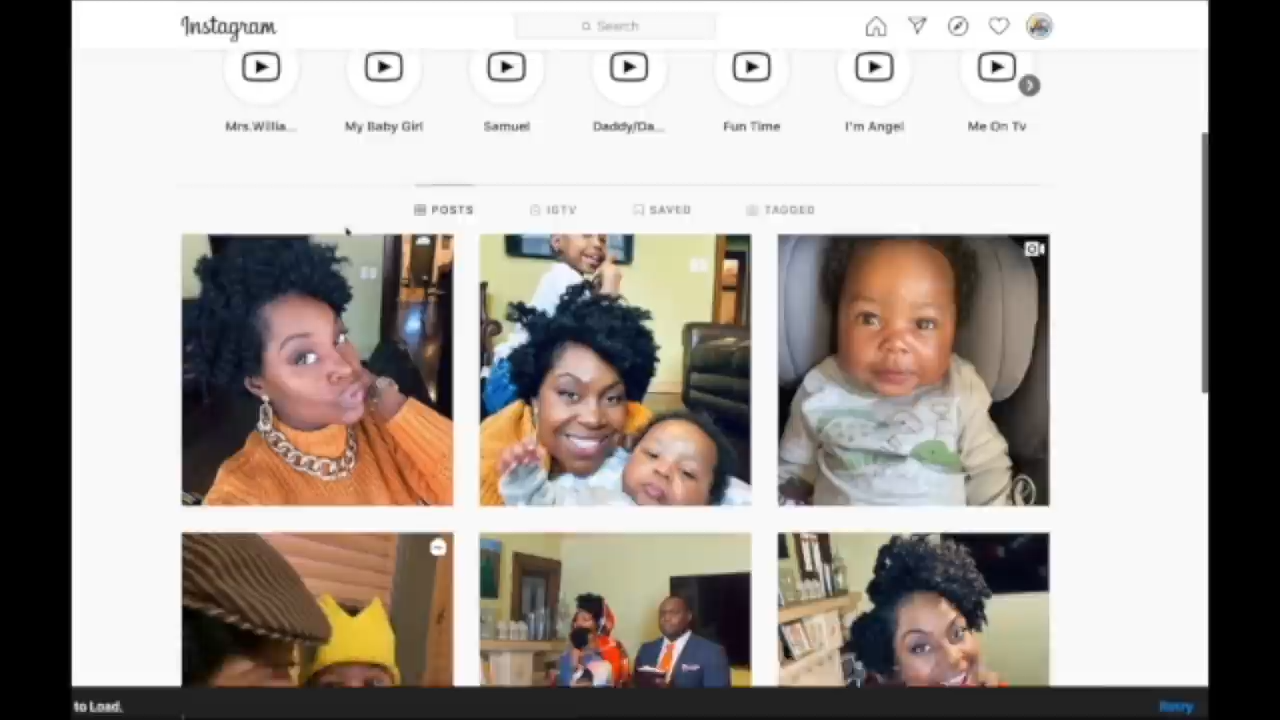 Instagram
Search
Mrs.Willia...
My Baby Girl
Samuel
Daddy/Da...
Fun Time
I'm Angel
Me On Tv
POSTS
IGTV
SAVED
TAGGED
to Load.
Retry